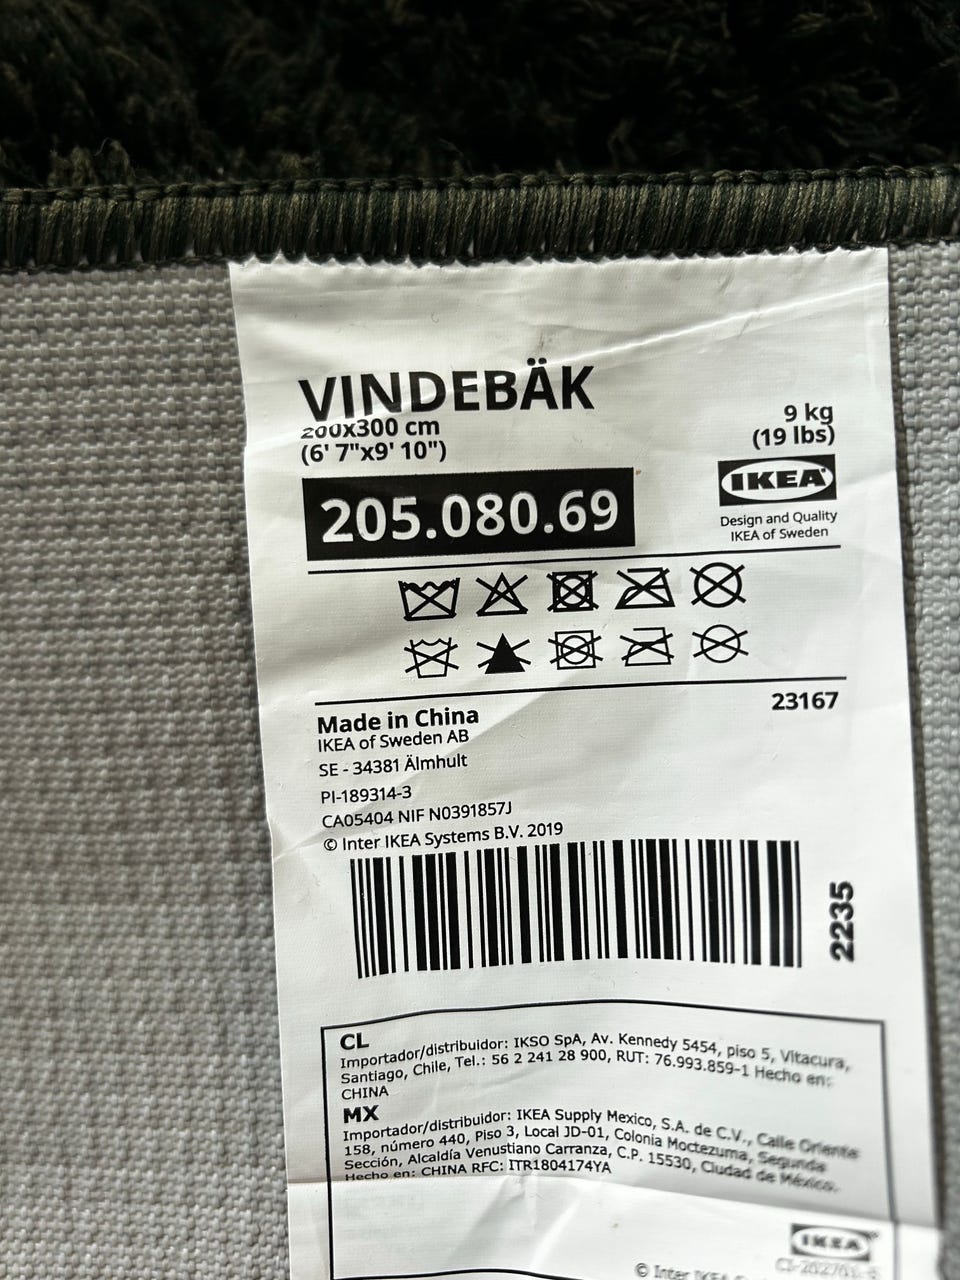 VINDEBÄK
200x300 cm
(6' 7"x9' 10")
9 kg
(19 lbs)
205.080.69
IKEA
Design and Quality
IKEA of Sweden
23167
Made in China
IKEA of Sweden AB
SE - 34381 Älmhult
PI-189314-3
CA05404 NIF N0391857J
© Inter IKEA Systems B.V. 2019
2235
CL
Importador/distribuidor: IKSO SpA, Av. Kennedy 5454, piso 5, Vitacura,
Santiago, Chile, Tel.: 56 2 241 28 900, RUT: 76.993.859-1 Hecho en:
CHINA
MX
Importador/distribuidor: IKEA Supply Mexico, S.A. de C.V., Calle Oriente
158, número 440, Piso 3, Local JD-01, Colonia Moctezuma, Segunda
Sección, Alcaldía Venustiano Carranza, C.P. 15530, Ciudad de México.
Hecho en: CHINA RFC: ITR1804174YA
IKEA
© Inter IKEA